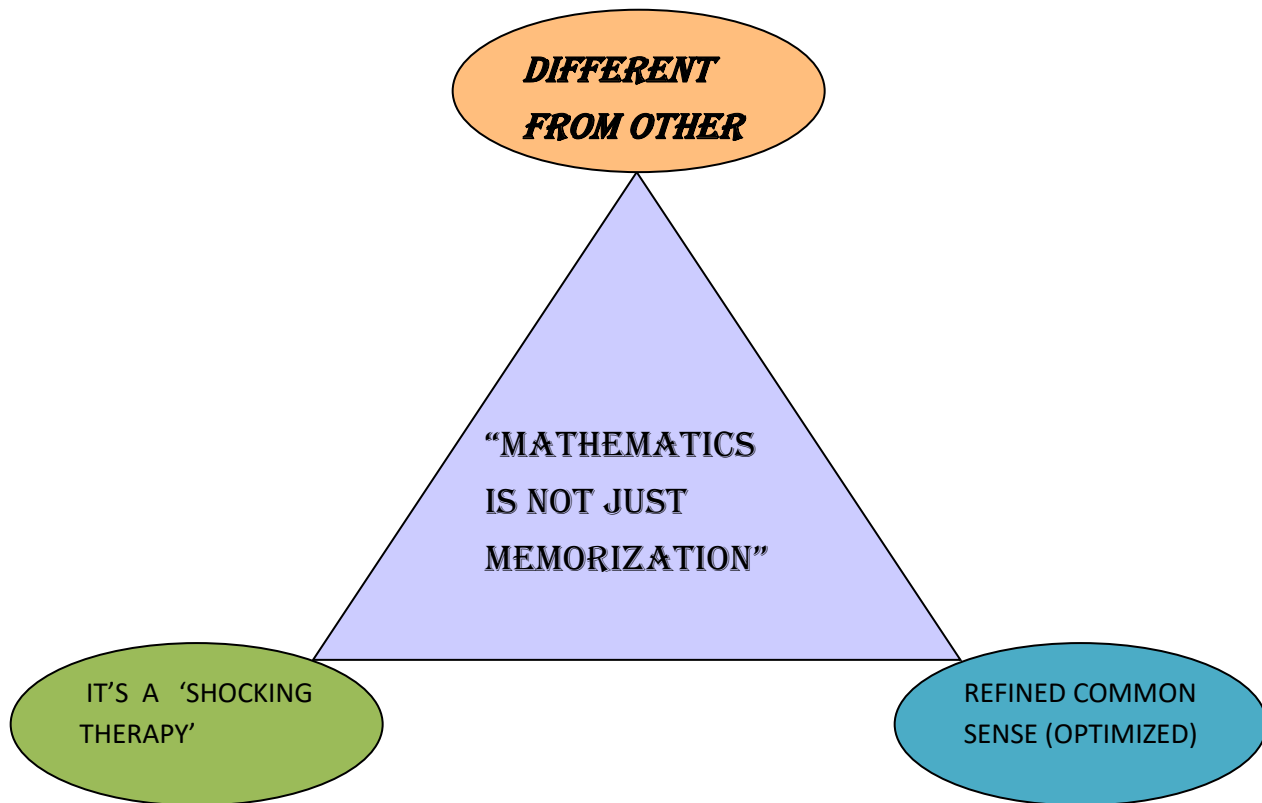 DIFFERENT
FROM OTHER
“MATHEMATICS
IS NOT JUST
MEMORIZATION”
IT’S A ‘SHOCKING
THERAPY’
REFINED COMMON
SENSE (OPTIMIZED)